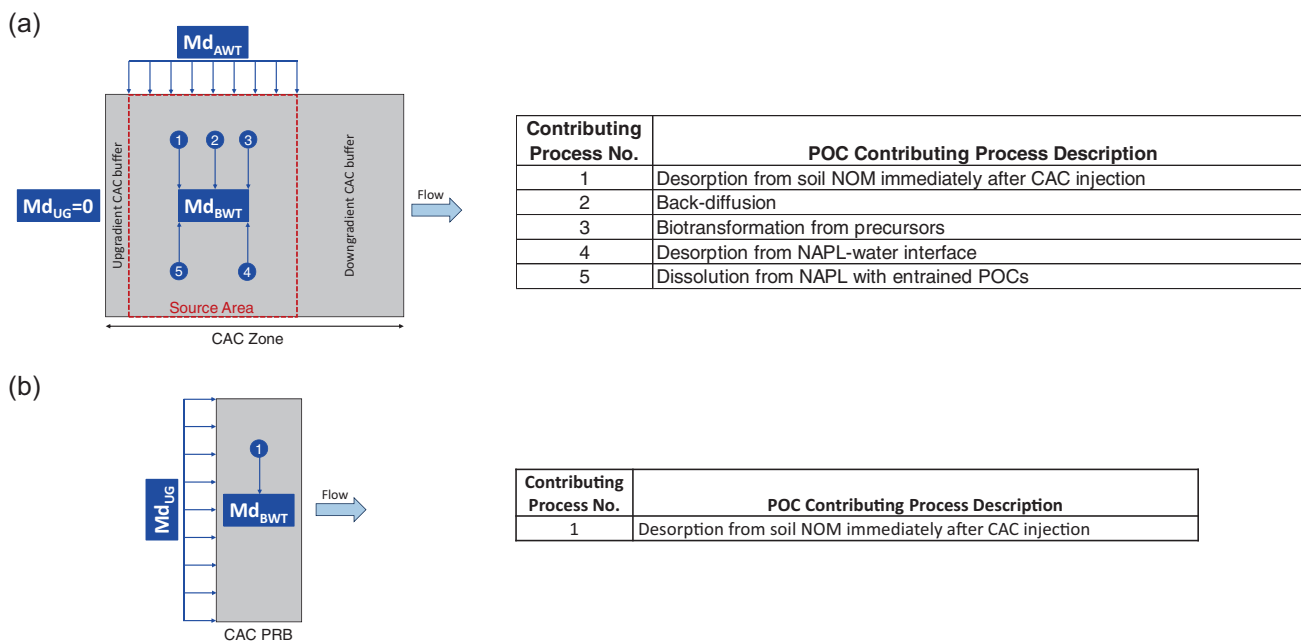 (a)
Md_AWT
Upgradient CAC buffer
1 2 3
Md_UG=0
Md_BWT
Downgradient CAC buffer
Flow
5 4
Source Area
CAC Zone
Contributing
Process No. POC Contributing Process Description
1 Desorption from soil NOM immediately after CAC injection
2 Back-diffusion
3 Biotransformation from precursors
4 Desorption from NAPL-water interface
5 Dissolution from NAPL with entrained POCs
(b)
Md_UG
1
Md_BWT
Flow
CAC PRB
Contributing
Process No. POC Contributing Process Description
1 Desorption from soil NOM immediately after CAC injection